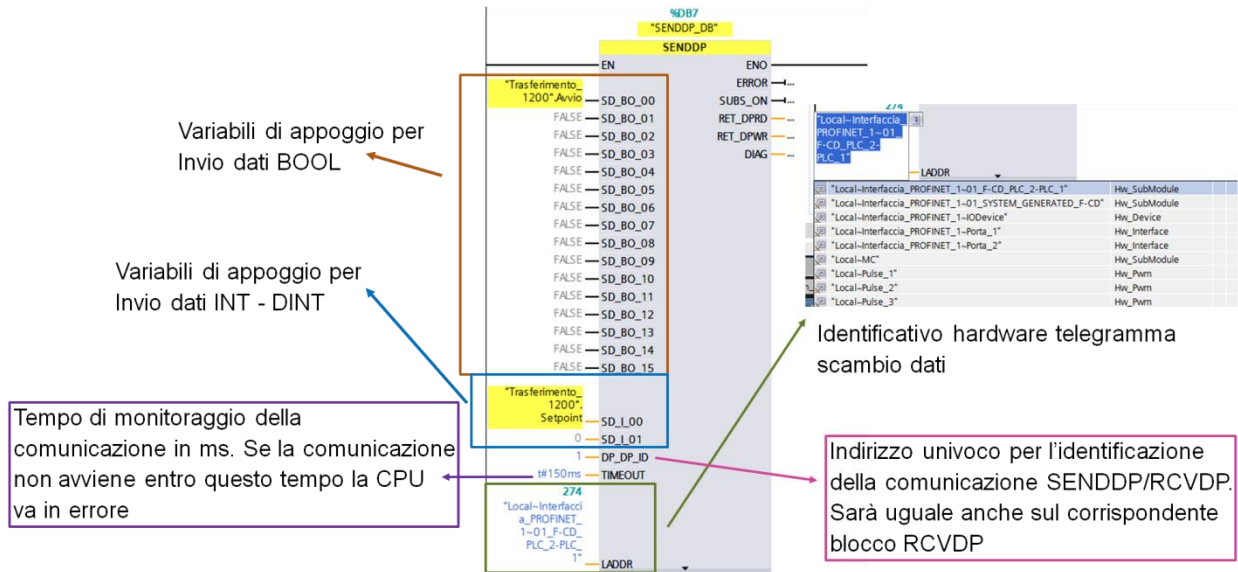 %DB7
"SENDDP_DB"
SENDDP
EN ENO
ERROR
SUBS_ON
RET_DPRD
RET_DPWR
DIAG
"Trasferimento_
1200".Avvio SD_BO_00
FALSE SD_BO_01
FALSE SD_BO_02
FALSE SD_BO_03
FALSE SD_BO_04
FALSE SD_BO_05
FALSE SD_BO_06
FALSE SD_BO_07
FALSE SD_BO_08
FALSE SD_BO_09
FALSE SD_BO_10
FALSE SD_BO_11
FALSE SD_BO_12
FALSE SD_BO_13
FALSE SD_BO_14
FALSE SD_BO_15
"Trasferimento_
1200".
Setpoint SD_I_00
0 SD_I_01
1 DP_DP_ID
t#150ms TIMEOUT
274
"Local~Interfacci
a_PROFINET_
1~01_F-CD_
PLC_2-PLC_
1" LADDR
Variabili di appoggio per
Invio dati BOOL
Variabili di appoggio per
Invio dati INT - DINT
Tempo di monitoraggio della
comunicazione in ms. Se la comunicazione
non avviene entro questo tempo la CPU
va in errore
274
"Local~Interfaccia_
PROFINET_1~01_
F-CD_PLC_2-
PLC_1"
LADDR
"Local~Interfaccia_PROFINET_1~01_F-CD_PLC_2-PLC_1" Hw_SubModule
"Local~Interfaccia_PROFINET_1~01_SYSTEM_GENERATED_F-CD" Hw_SubModule
"Local~Interfaccia_PROFINET_1~IODevice" Hw_Device
"Local~Interfaccia_PROFINET_1~Porta_1" Hw_Interface
"Local~Interfaccia_PROFINET_1~Porta_2" Hw_Interface
"Local~MC" Hw_SubModule
"Local~Pulse_1" Hw_Pwm
"Local~Pulse_2" Hw_Pwm
"Local~Pulse_3" Hw_Pwm
Identificativo hardware telegramma
scambio dati
Indirizzo univoco per l'identificazione
della comunicazione SENDDP/RCVDP.
Sarà uguale anche sul corrispondente
blocco RCVDP